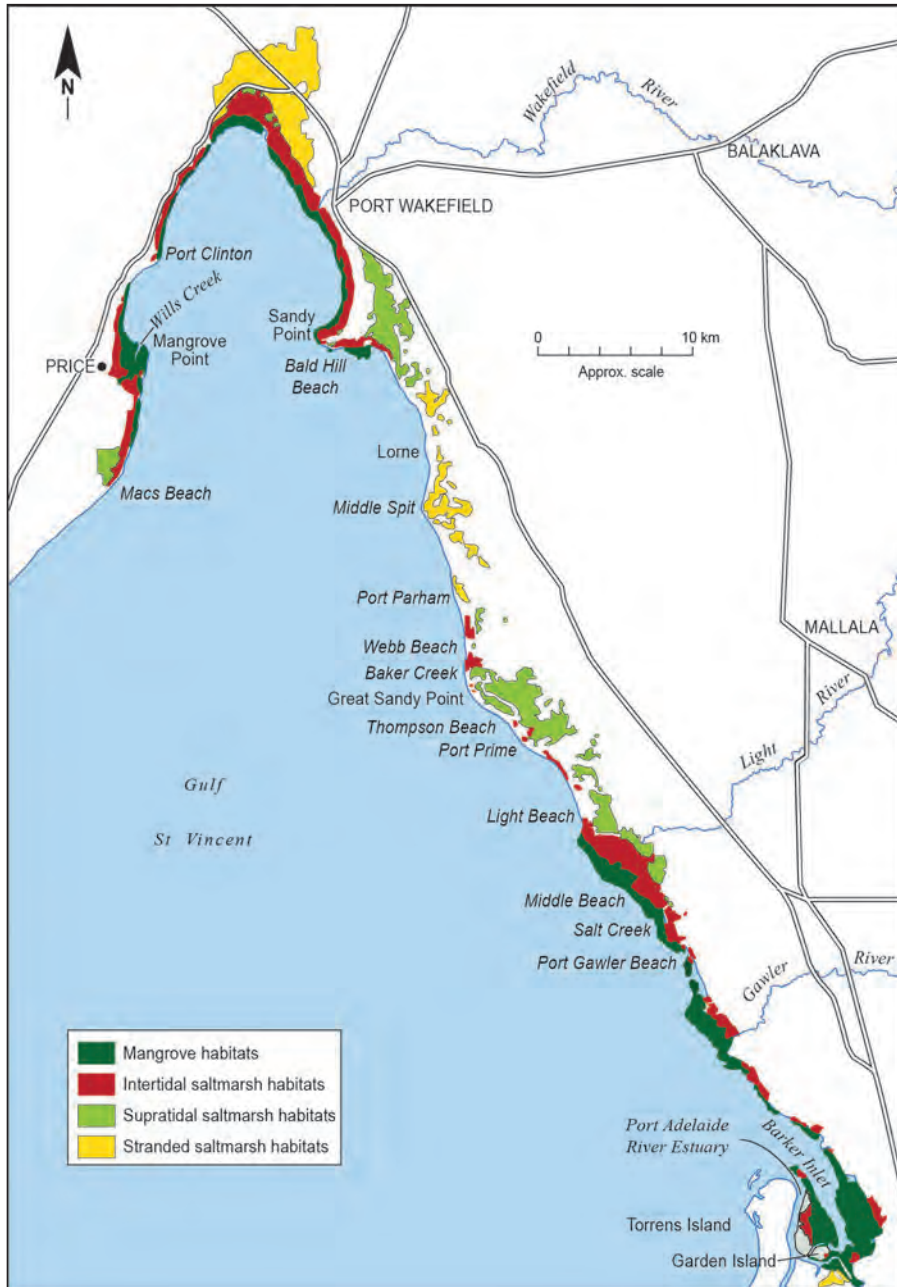 N
Wakefield
River
BALAKLAVA
PORT WAKEFIELD
Port Clinton
Wills Creek
Sandy
Point
Mangrove
Point
0
10 km
Approx. scale
PRICE
Bald Hill
Beach
Lorne
Macs Beach
Middle Spit
Port Parham
MALLALA
Webb Beach
Baker Creek
Great Sandy Point
River
Thompson Beach
Port Prime
Light
Gulf
St Vincent
Light Beach
Middle Beach
Salt Creek
Port Gawler Beach
Gawler
River
Mangrove habitats
Intertidal saltmarsh habitats
Supratidal saltmarsh habitats
Stranded saltmarsh habitats
Port Adelaide
River Estuary
Barker Inlet
Torrens Island
Garden Island